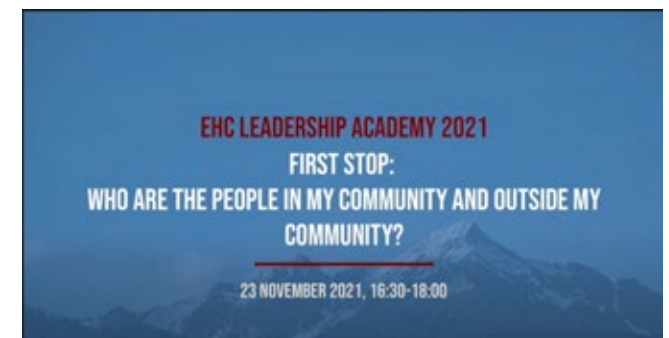 EHC LEADERSHIP ACADEMY 2021
FIRST STOP:
WHO ARE THE PEOPLE IN MY COMMUNITY AND OUTSIDE MY
COMMUNITY?
23 NOVEMBER 2021, 16:30-18:00